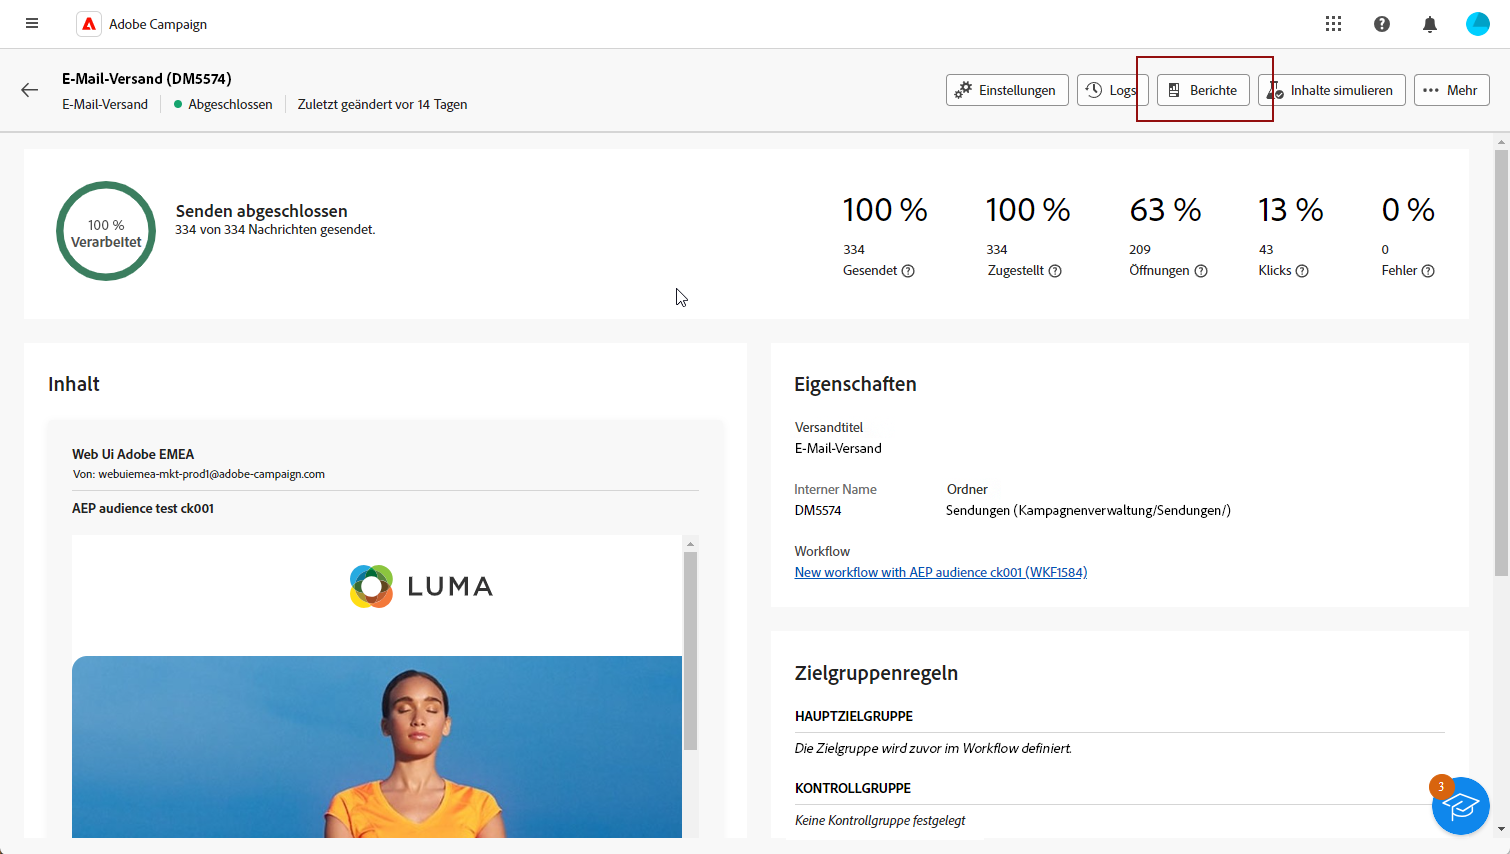 Adobe Campaign
E-Mail-Versand (DM5574)
E-Mail-Versand
Abgeschlossen
Zuletzt geändert vor 14 Tagen
Einstellungen
Logs
Berichte
Inhalte simulieren
Mehr
100 %
Verarbeitet
Senden abgeschlossen
334 von 334 Nachrichten gesendet.
100 %
334
Gesendet
100 %
334
Zugestellt
63 %
209
Öffnungen
13 %
43
Klicks
0 %
0
Fehler
Inhalt
Web Ui Adobe EMEA
Von: webuiemea-mkt-prod1@adobe-campaign.com
AEP audience test ck001
LUMA
Eigenschaften
Versandtitel
E-Mail-Versand
Interner Name
DM5574
Ordner
Sendungen (Kampagnenverwaltung/Sendungen/)
Workflow
New workflow with AEP audience ck001 (WKF1584)
Zielgruppenregeln
HAUPTZIELGRUPPE
Die Zielgruppe wird zuvor im Workflow definiert.
KONTROLLGRUPPE
Keine Kontrollgruppe festgelegt
3